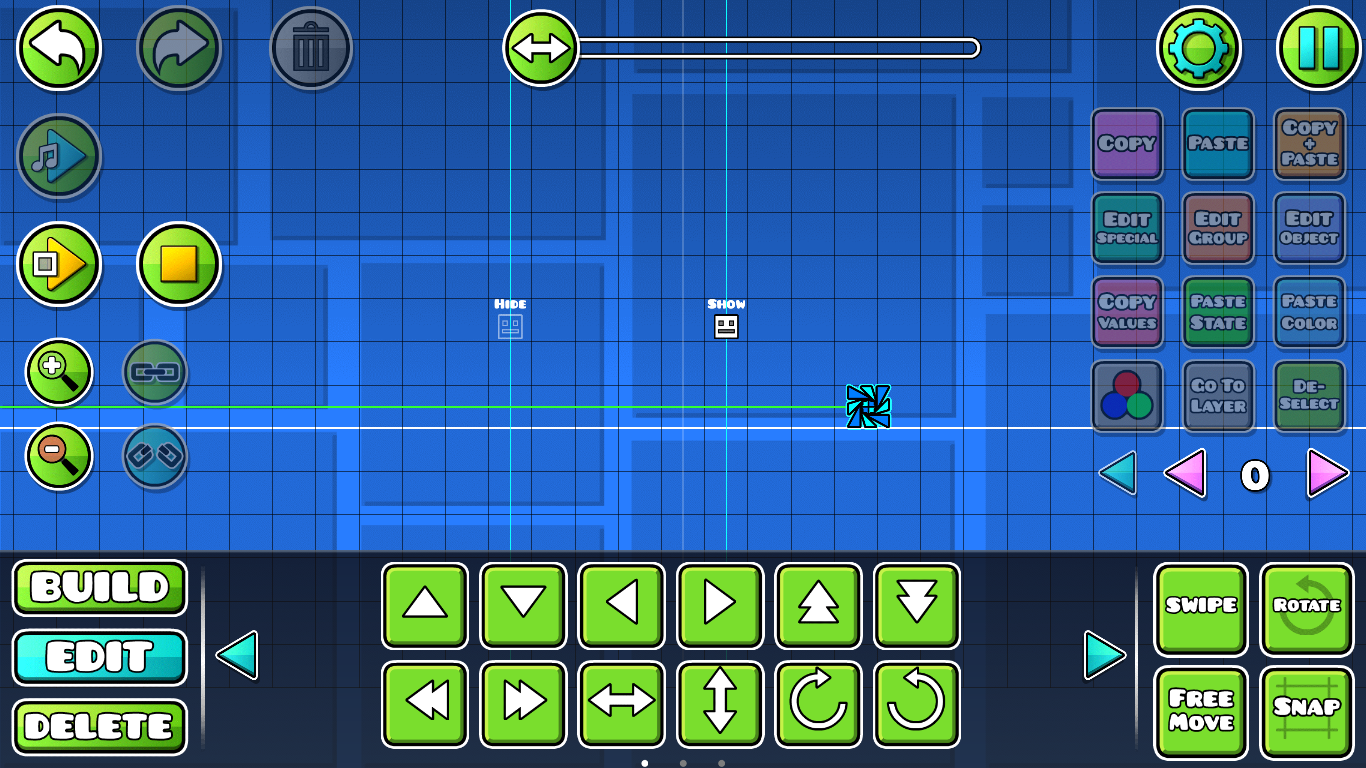 COPY
PASTE
COPY
+
PASTE
EDIT
SPECIAL
EDIT
GROUP
EDIT
OBJECT
HIDE
SHOW
COPY
VALUES
PASTE
STATE
PASTE
COLOR
GO TO
LAYER
DE-
SELECT
0
BUILD
EDIT
DELETE
SWIPE
ROTATE
FREE
MOVE
SNAP